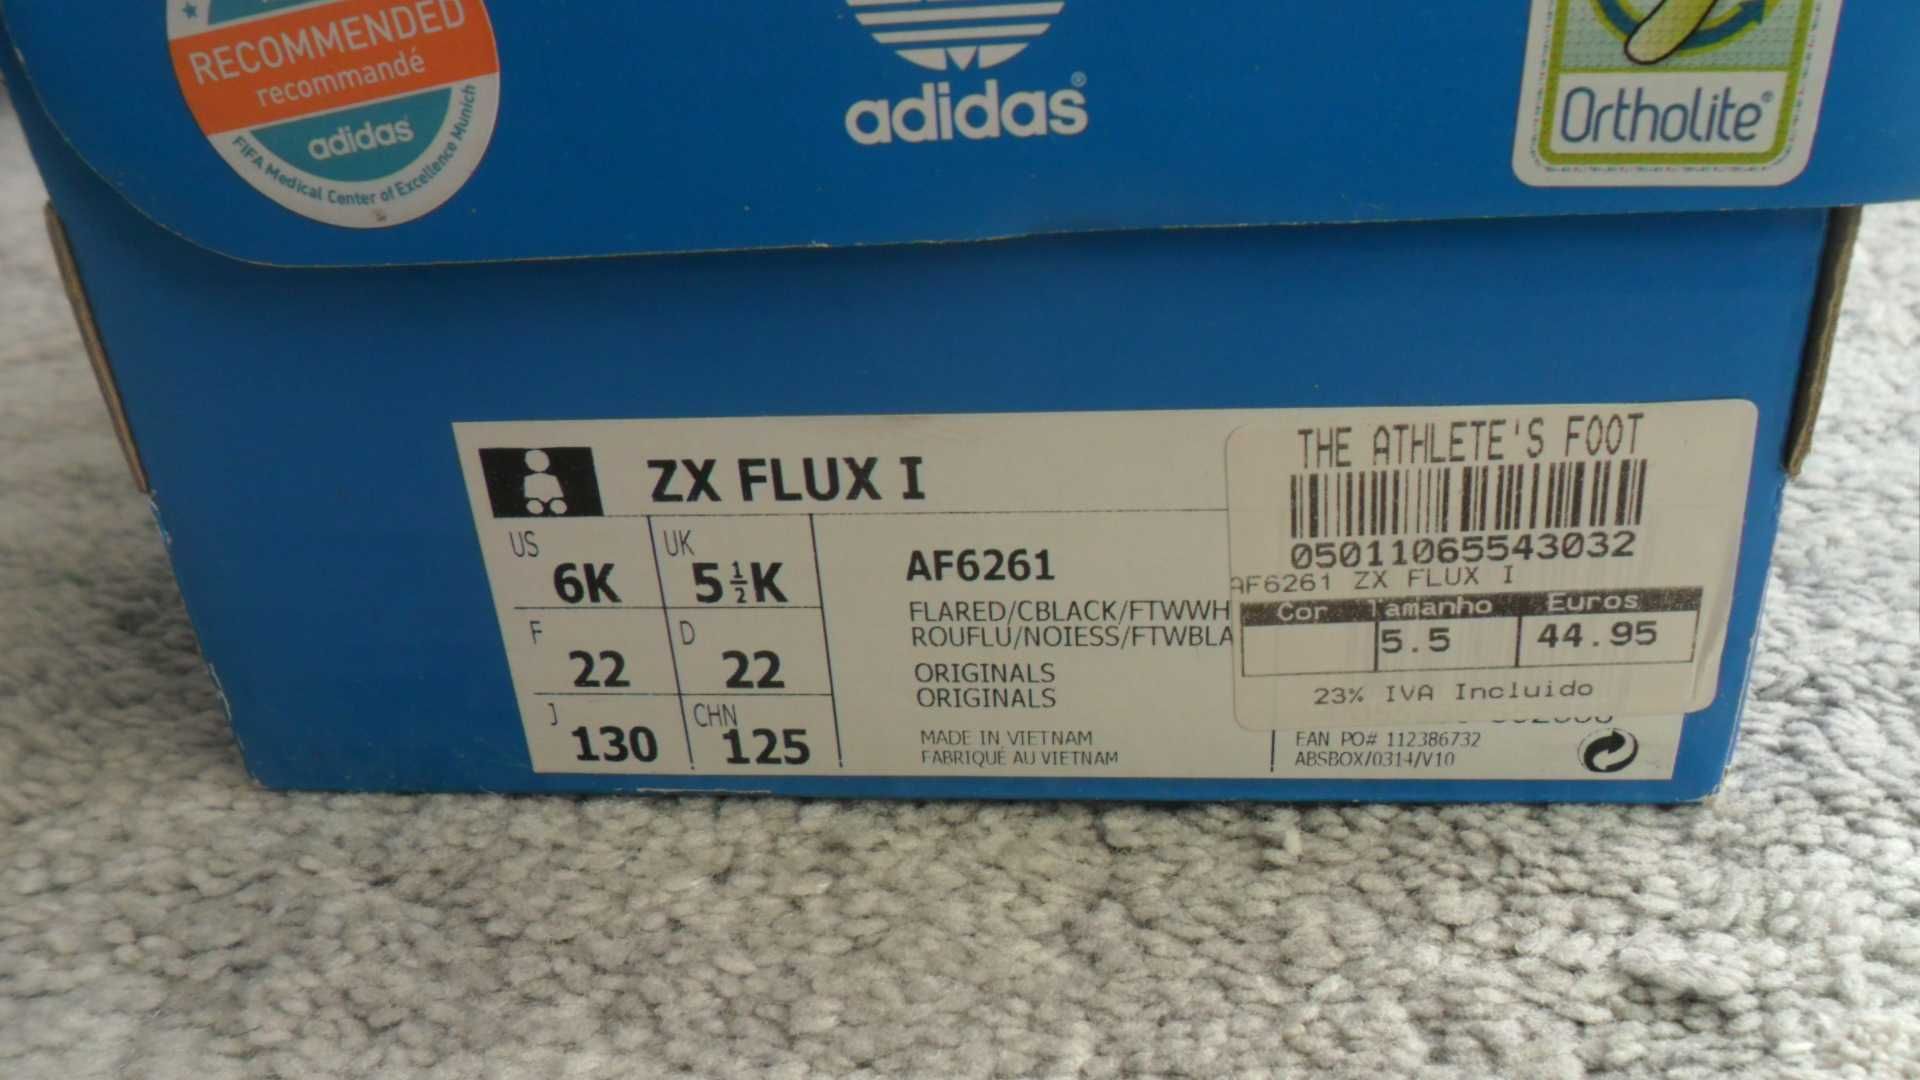 RECOMMENDED
recommandé
adidas
FIFA Medical Center of Excellence Munich
adidas®
Ortholite®
ZX FLUX I
US 6K
UK 5½K
F 22
D 22
J 130
CHN 125
AF6261
FLARED/CBLACK/FTWWH
ROUFLU/NOIESS/FTWBLA
ORIGINALS
ORIGINALS
MADE IN VIETNAM
FABRIQUÉ AU VIETNAM
THE ATHLETE'S FOOT
05011065543032
AF6261 ZX FLUX I
Cor Tamanho Euros
5.5 44.95
23% IVA Incluido
EAN PO# 112386732
ABSBOX/0314/V10